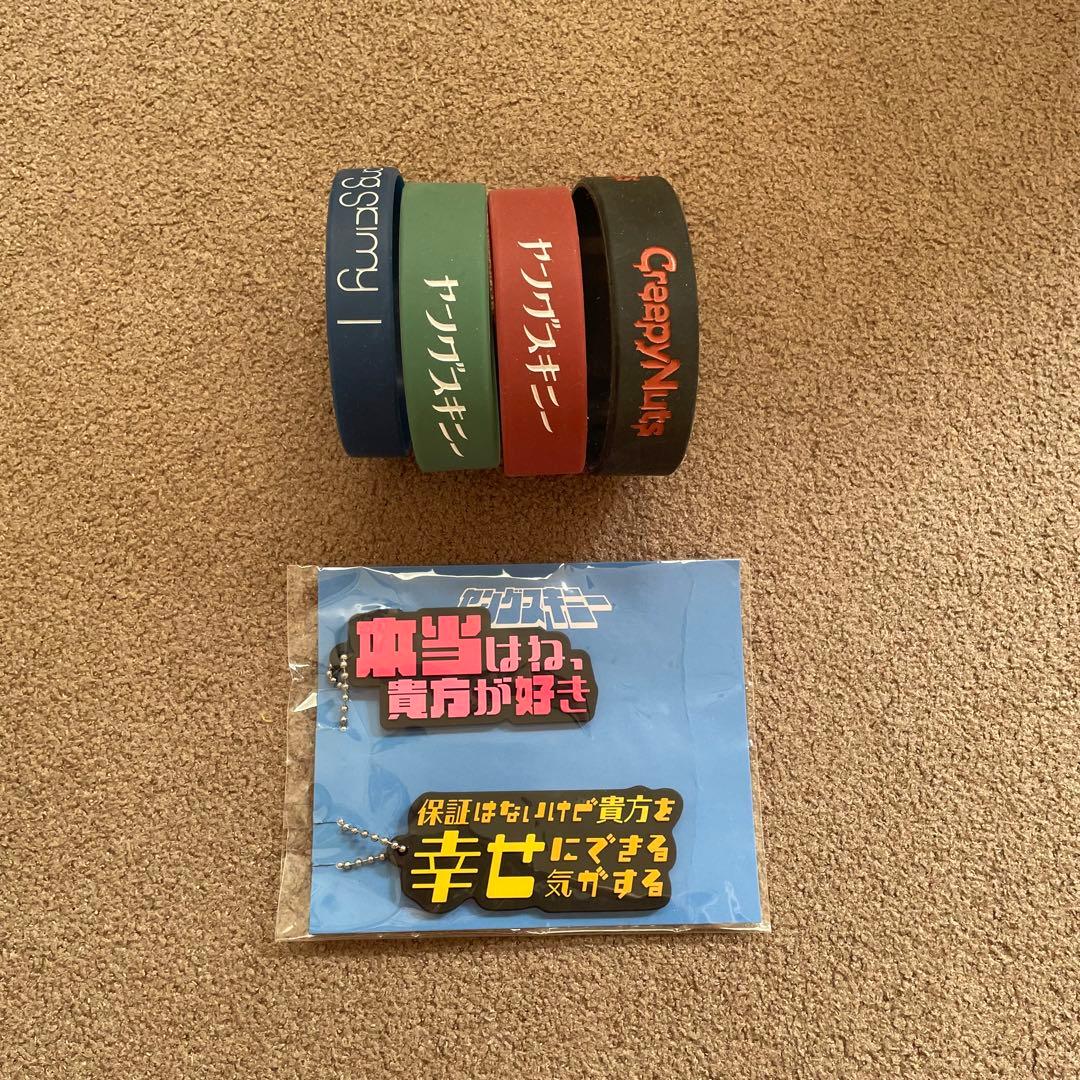 ng Skinny
ヤングスキニー
ヤングスキニー
CreepyNuts
ヤングスキニー
本当はね、
貴方が好き
保証はないけど貴方を
幸せにできる
気がする